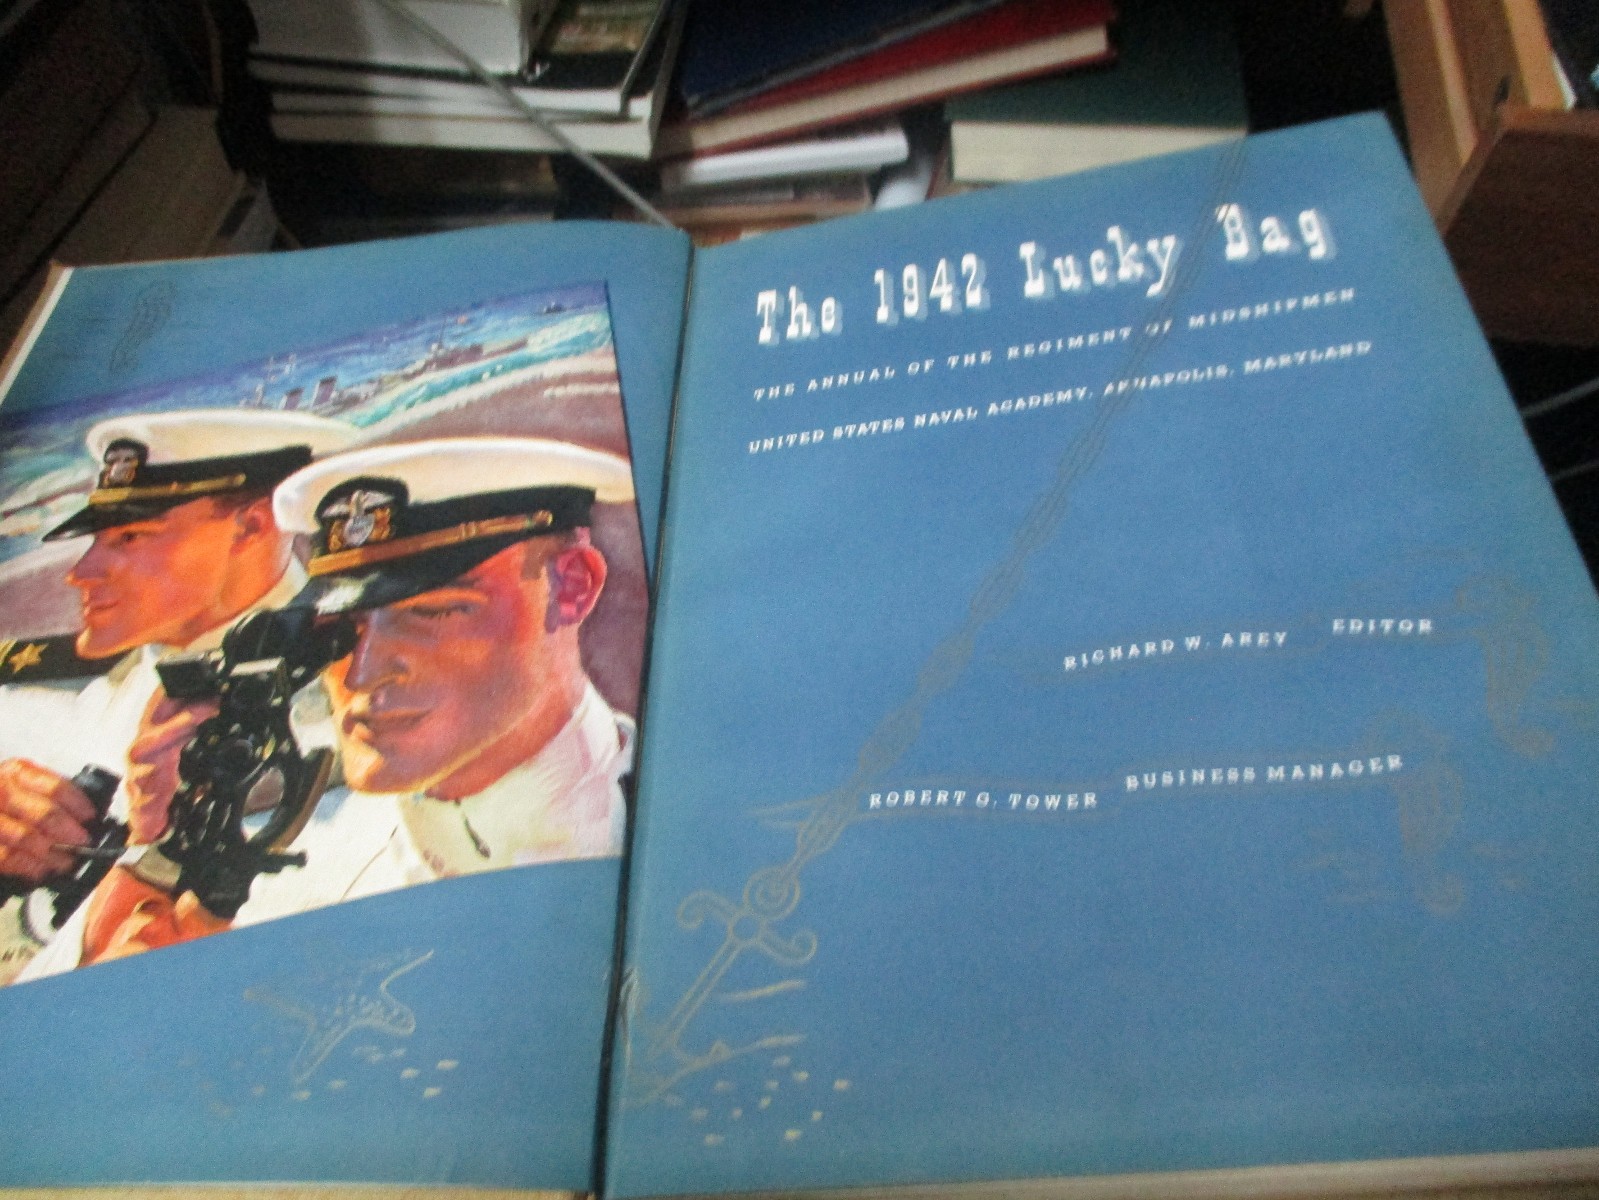 The 1942 Lucky Bag
THE ANNUAL OF THE REGIMENT OF MIDSHIPMEN
UNITED STATES NAVAL ACADEMY, ANNAPOLIS, MARYLAND
RICHARD W. AREY EDITOR
ROBERT G. TOWER BUSINESS MANAGER